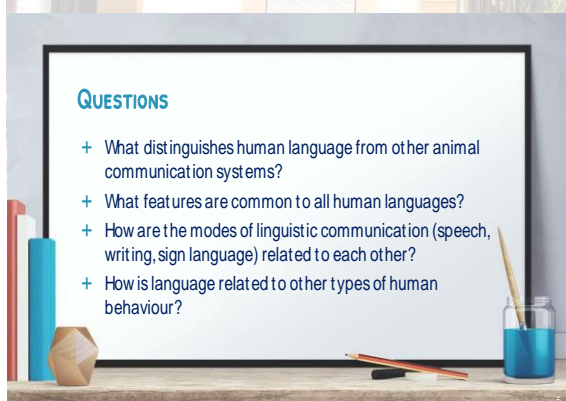 QUESTIONS
+ What distinguishes human language from other animal
communication systems?
+ What features are common to all human languages?
+ How are the modes of linguistic communication (speech,
writing, sign language) related to each other?
+ How is language related to other types of human
behaviour?
5